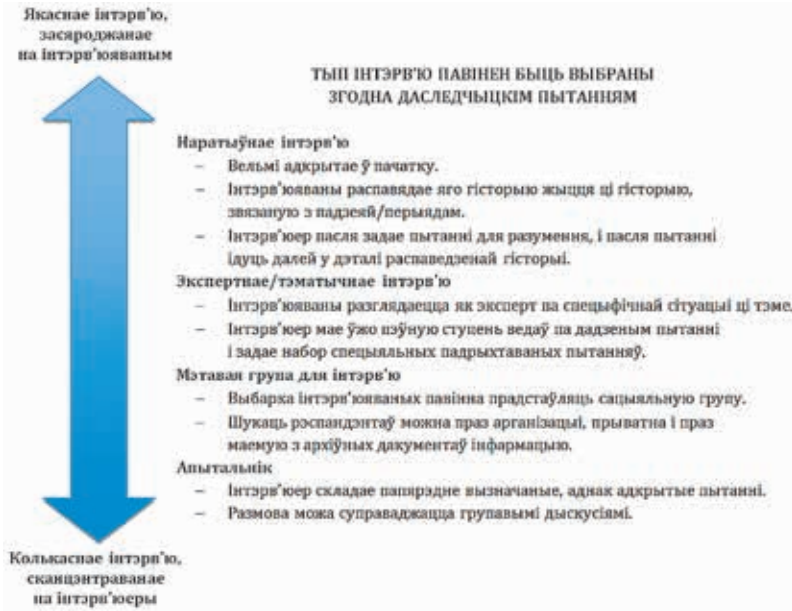 Якаснае інтэрв'ю,
засяроджанае
на інтэрв'юяваным
ТЫП ІНТЭРВ'Ю ПАВІНЕН БЫЦЬ ВЫБРАНЫ
ЗГОДНА ДАСЛЕДЧЫЦКІМ ПЫТАННЯМ
Наратыўнае інтэрв'ю
– Вельмі адкрытае ў пачатку.
– Інтэрв'юяваны распавядае яго гісторыю жыцця ці гісторыю,
звязаную з падзеяй/перыядам.
– Інтэрв'юер пасля задае пытанні для разумення, і пасля пытанні
ідуць далей у дэталі распаведзенай гісторыі.
Экспертнае/тэматычнае інтэрв'ю
– Інтэрв'юяваны разглядаецца як эксперт па спецыфічнай сітуацыі ці тэме.
– Інтэрв'юер мае ўжо пэўную ступень ведаў па дадзеным пытанні
і задае набор спецыяльных падрыхтаваных пытанняў.
Мэтавая група для інтэрв'ю
– Выбарка інтэрв'юяваных павінна прадстаўляць сацыяльную групу.
– Шукаць рэспандэнтаў можна праз арганізацыі, прыватна і праз
маемую з архіўных дакументаў інфармацыю.
Апытальнік
– Інтэрв'юер складае папярэдне вызначаныя, аднак адкрытые пытанні.
– Размова можа суправаджацца групавымі дыскусіямі.
Колькаснае інтэрв'ю,
сканцэнтраванае
на інтэрв'юеры